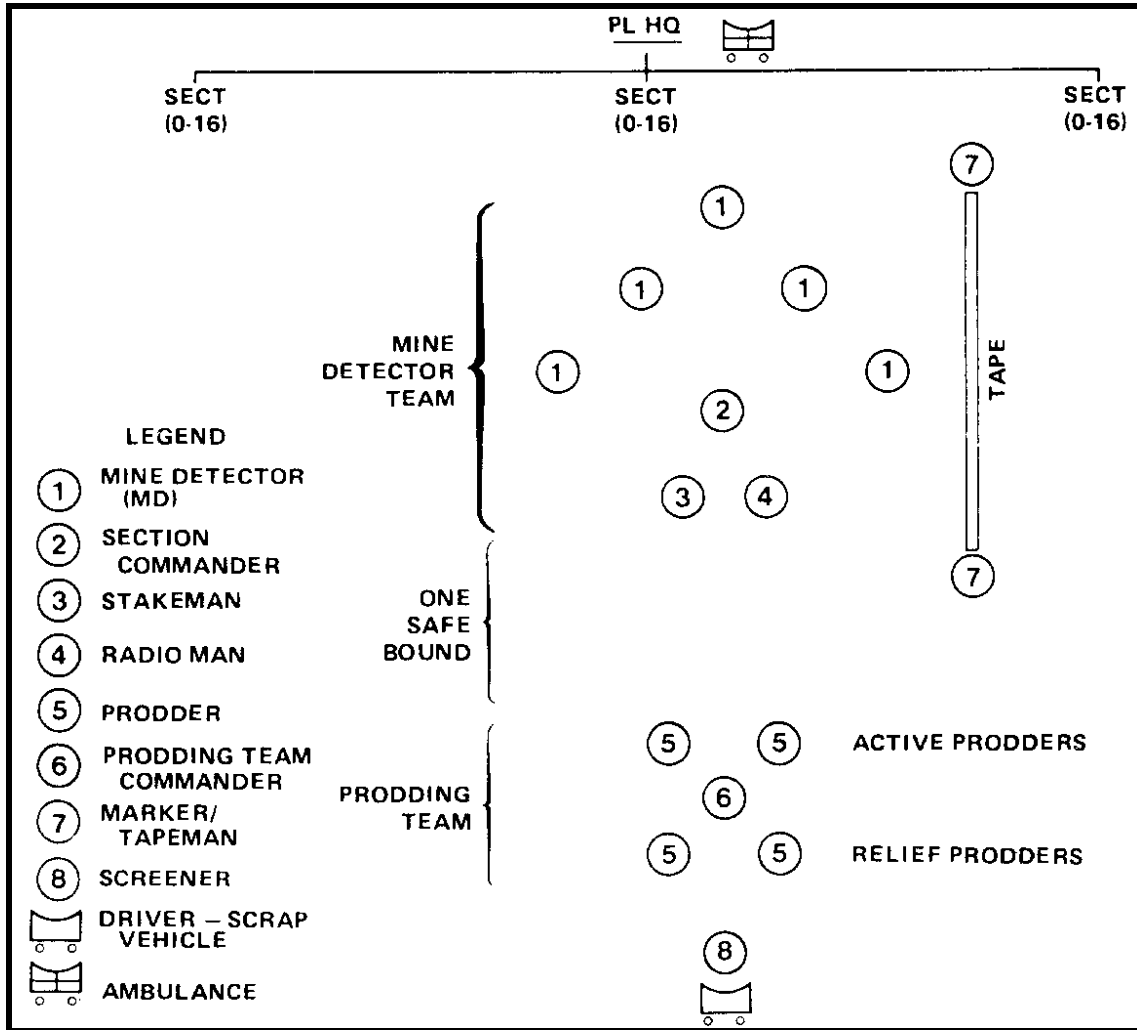 PL HQ
SECT
(0-16)
SECT
(0-16)
SECT
(0-16)
7
1
1
1
MINE
DETECTOR
TEAM
1
1
TAPE
2
3
4
7
LEGEND
1 MINE DETECTOR
(MD)
2 SECTION
COMMANDER
3 STAKEMAN
4 RADIO MAN
5 PRODDER
6 PRODDING TEAM
COMMANDER
7 MARKER/
TAPEMAN
8 SCREENER
DRIVER – SCRAP
VEHICLE
AMBULANCE
ONE
SAFE
BOUND
PRODDING
TEAM
5
5
ACTIVE PRODDERS
6
5
5
RELIEF PRODDERS
8